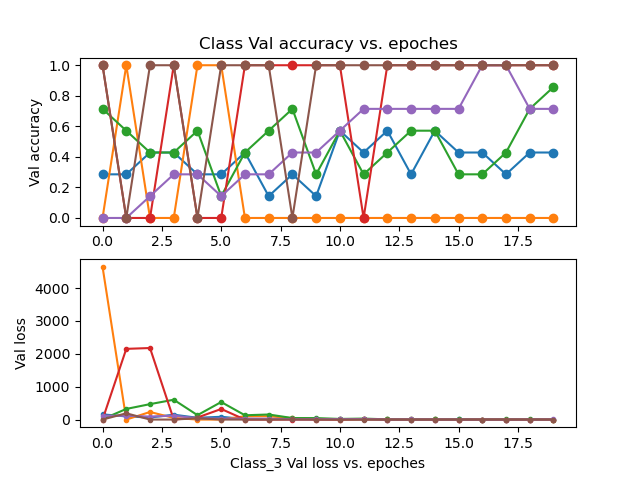 Class Val accuracy vs. epoches
Val accuracy
1.0
0.8
0.6
0.4
0.2
0.0
0.0 2.5 5.0 7.5 10.0 12.5 15.0 17.5
Val loss
4000
3000
2000
1000
0
0.0 2.5 5.0 7.5 10.0 12.5 15.0 17.5
Class_3 Val loss vs. epoches